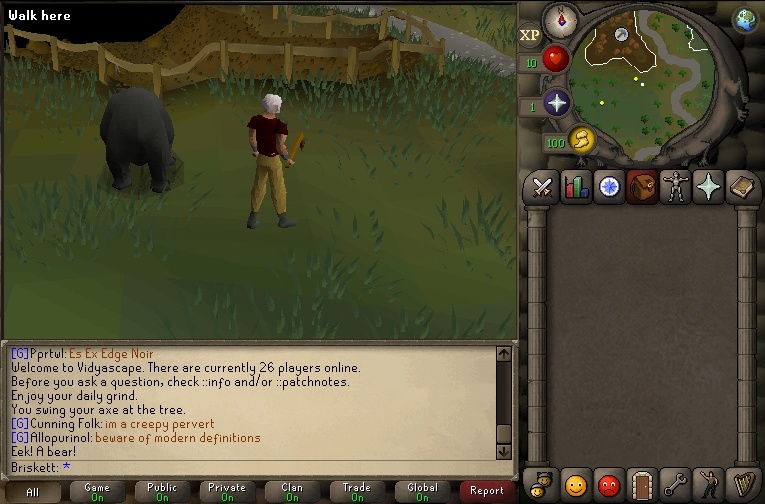 Walk here
XP
10
1
100
[G]Pprtwl: Es Ex Edge Noir
Welcome to Vidyascape. There are currently 26 players online.
Before you ask a question, check ::info and/or ::patchnotes.
Enjoy your daily grind.
You swing your axe at the tree.
[G]Cunning Folk: im a creepy pervert
[G]Allopurinol: beware of modern definitions
Eek! A bear!
Briskett: *
All
Game
On
Public
On
Private
On
Clan
On
Trade
On
Global
On
Report